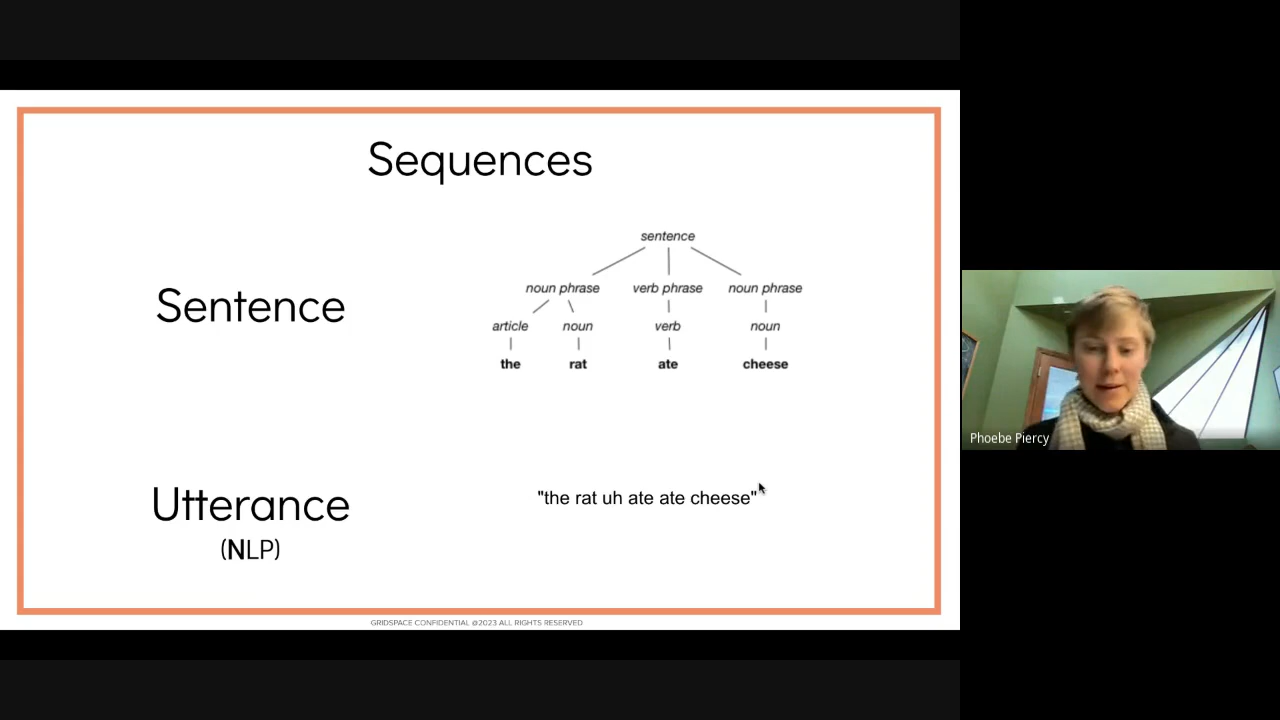 Sequences
Sentence
sentence
noun phrase verb phrase noun phrase
article noun verb noun
the rat ate cheese
Utterance
(NLP)
"the rat uh ate ate cheese"
GRIDSPACE CONFIDENTIAL @2023 ALL RIGHTS RESERVED
Phoebe Piercy